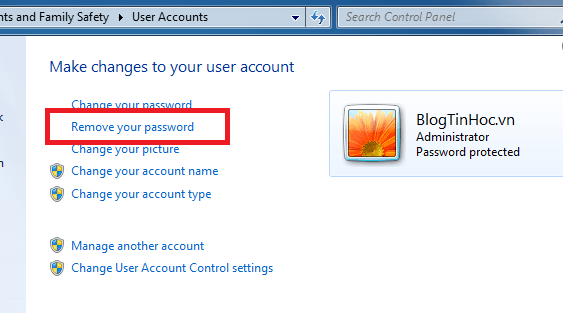 nts and Family Safety ▸ User Accounts
Search Control Panel
Make changes to your user account
Change your password
Remove your password
Change your picture
Change your account name
Change your account type
Manage another account
Change User Account Control settings
BlogTinHoc.vn
Administrator
Password protected